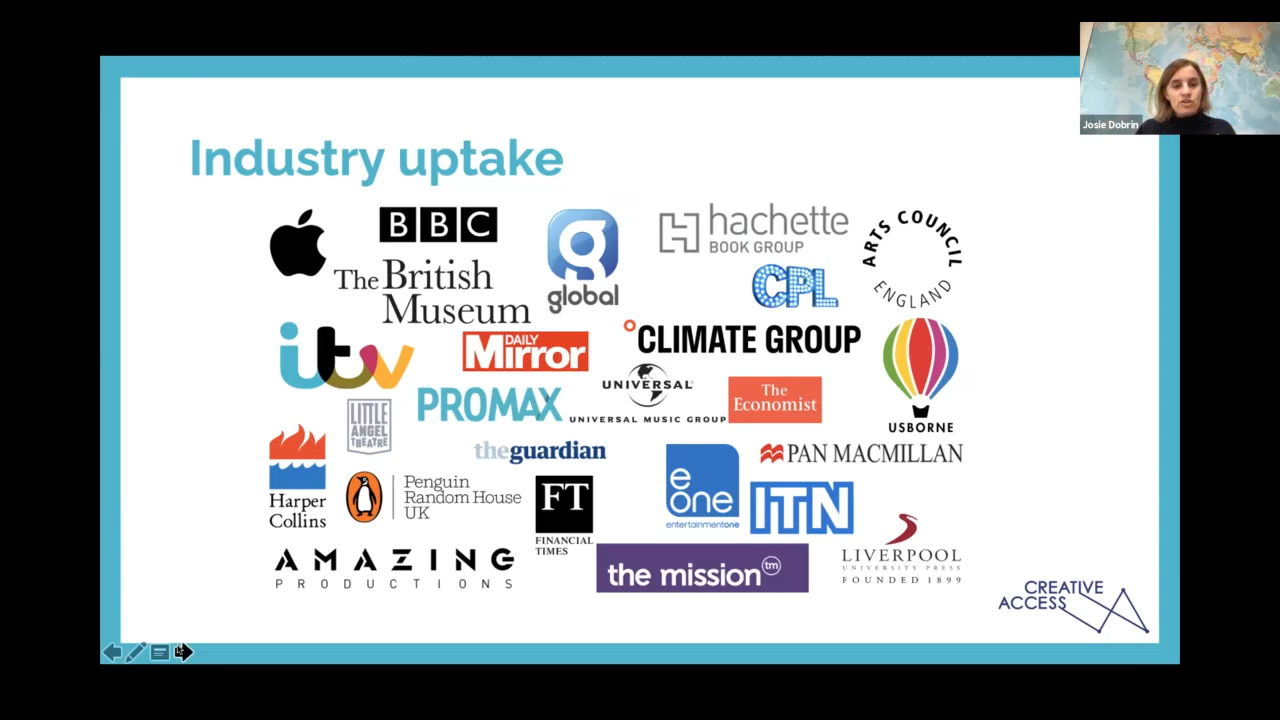 Josie Dobrin
Industry uptake
BBC
The British
Museum
global
hachette
BOOK GROUP
CPL
ARTS COUNCIL
ENGLAND
itv
DAILY
Mirror
°CLIMATE GROUP
USBORNE
LITTLE
ANGEL
THEATRE
PROMAX
UNIVERSAL
UNIVERSAL MUSIC GROUP
The
Economist
theguardian
PAN MACMILLAN
Harper
Collins
Penguin
Random House
UK
FT
FINANCIAL
TIMES
e
one
entertainmentone
ITN
AMAZING
PRODUCTIONS
the mission tm
LIVERPOOL
UNIVERSITY PRESS
FOUNDED 1899
CREATIVE
ACCESS